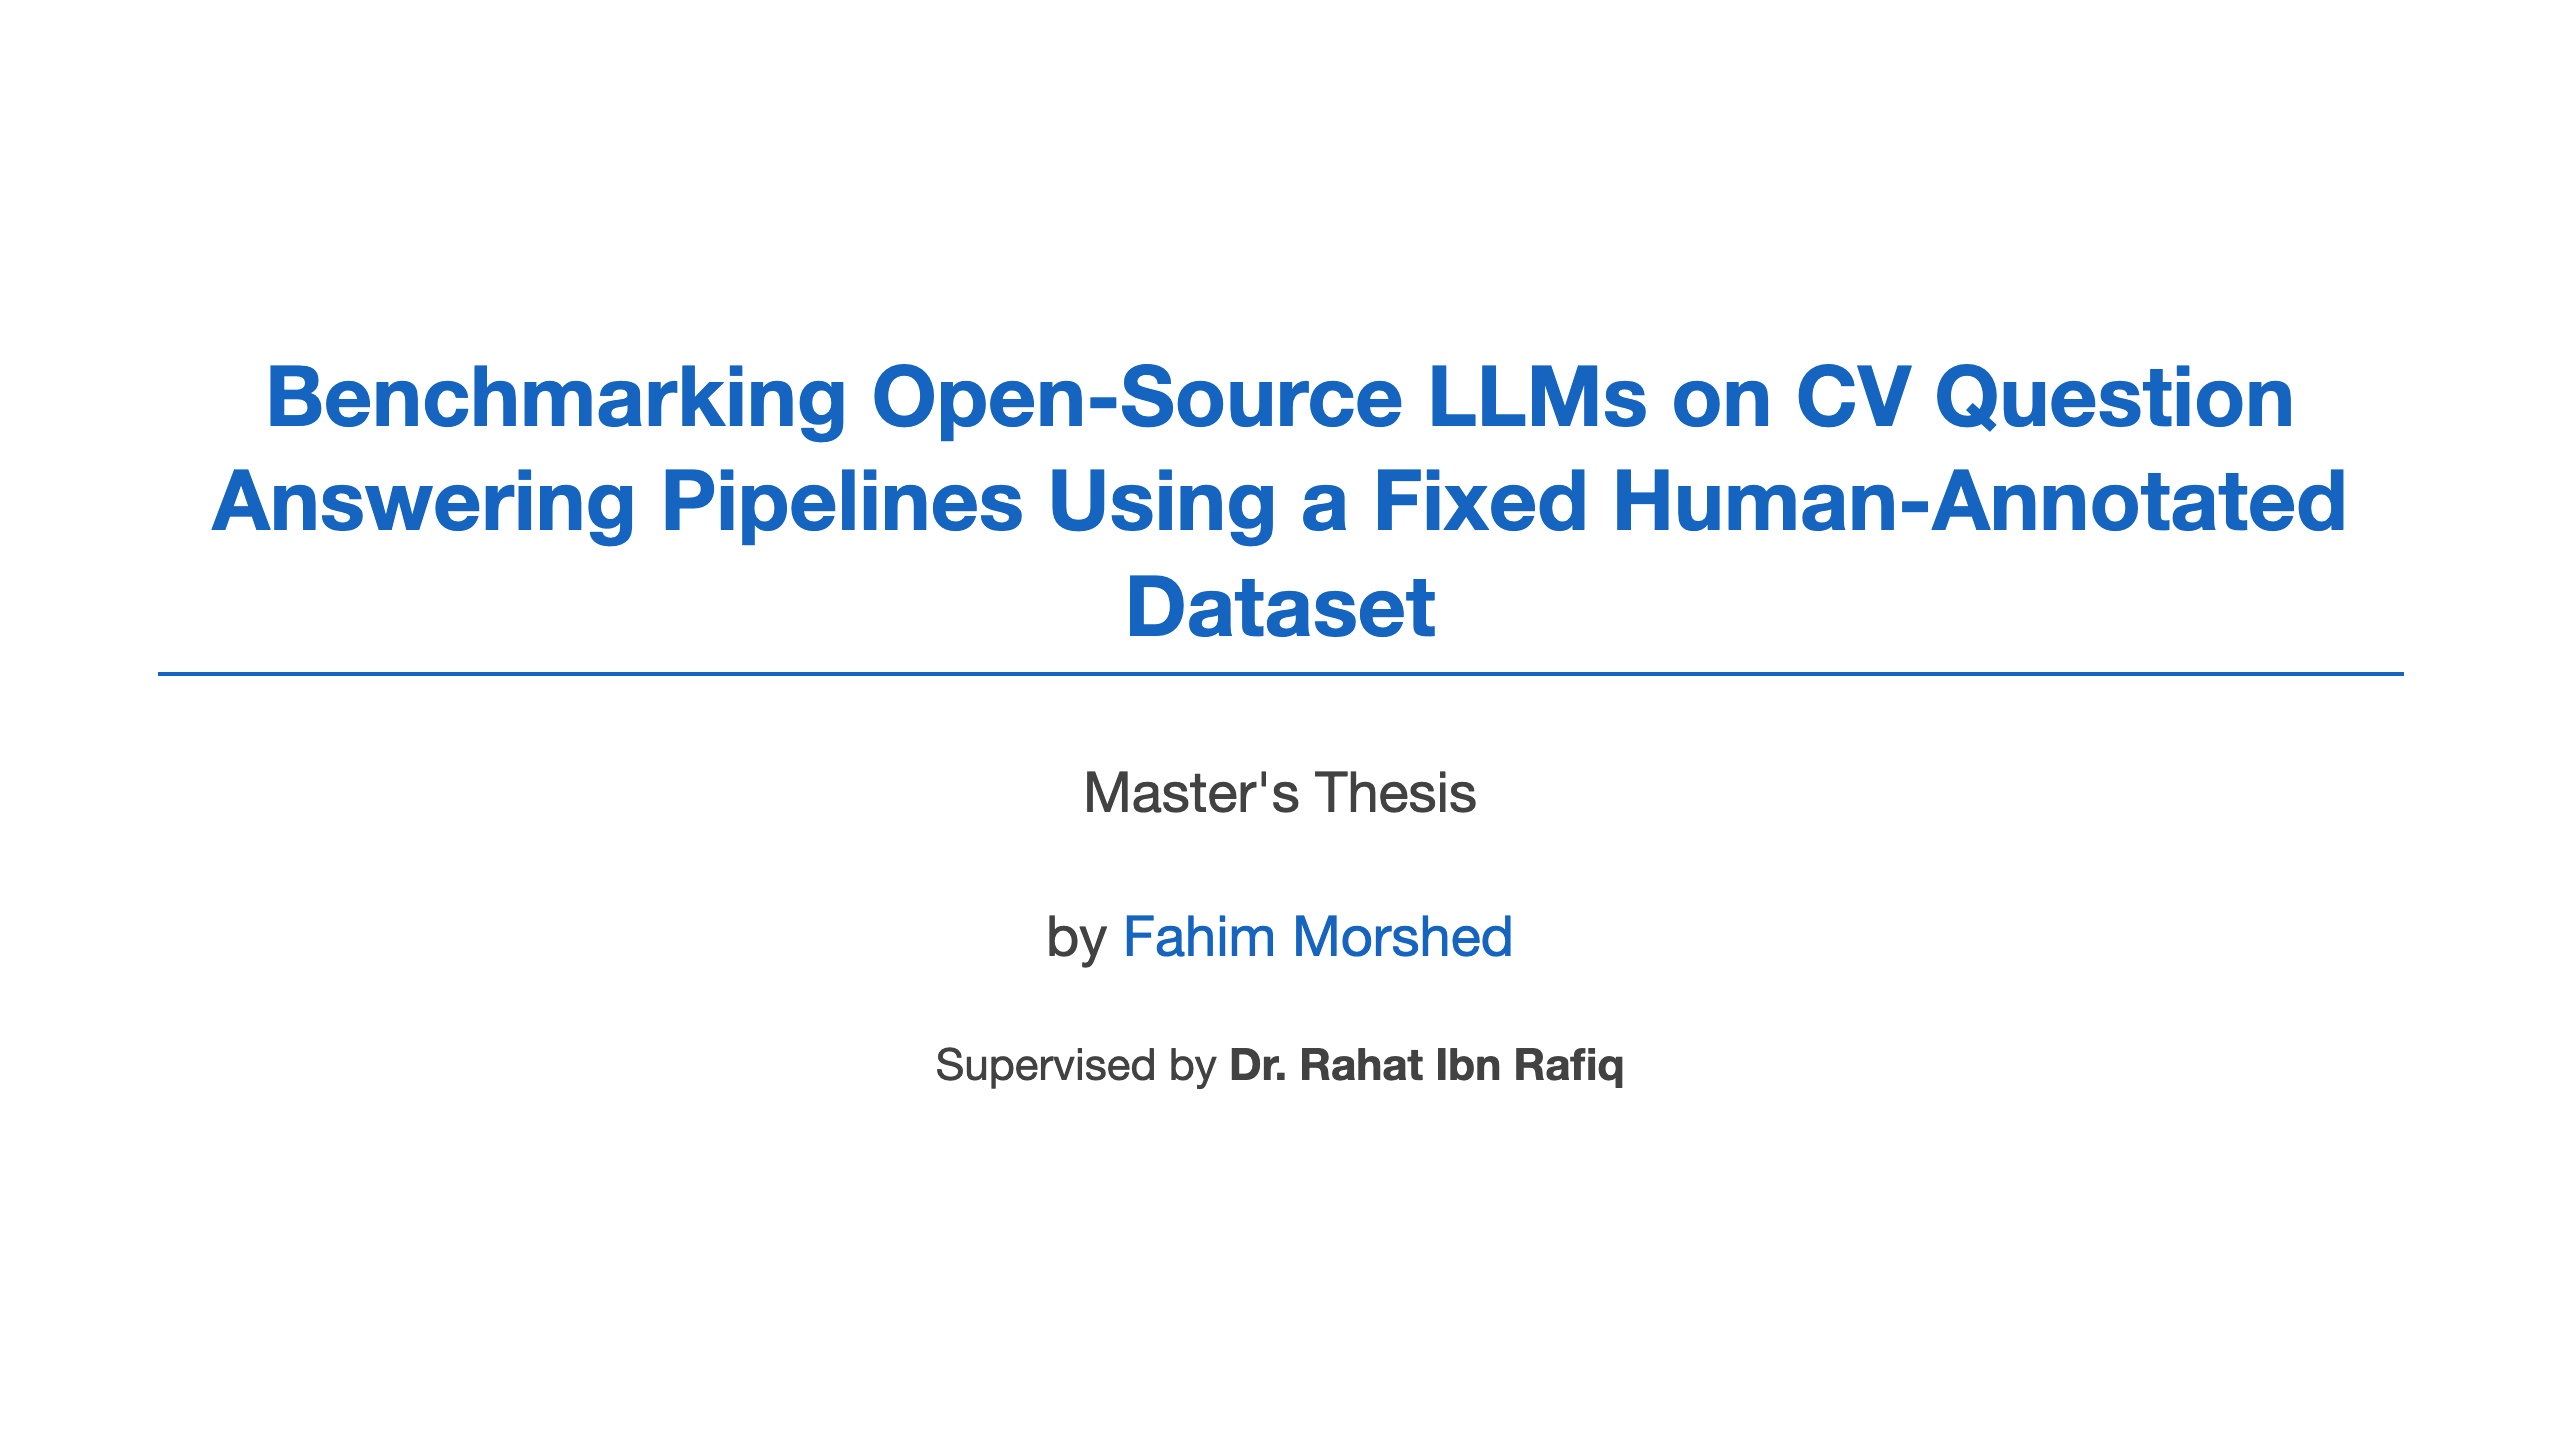 Benchmarking Open-Source LLMs on CV Question
Answering Pipelines Using a Fixed Human-Annotated
Dataset
Master's Thesis
by Fahim Morshed
Supervised by Dr. Rahat Ibn Rafiq